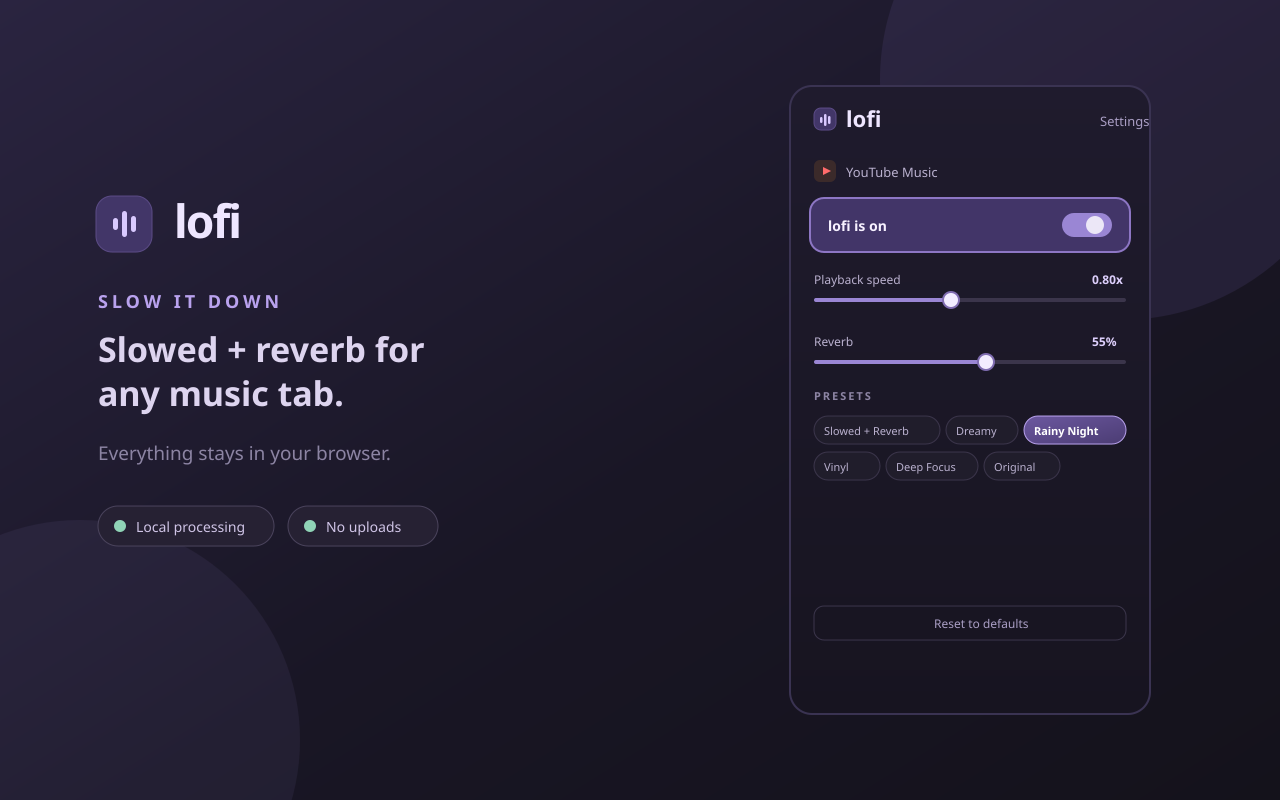 lofi
SLOW IT DOWN
Slowed + reverb for
any music tab.
Everything stays in your browser.
Local processing
No uploads
lofi
Settings
YouTube Music
lofi is on
Playback speed 0.80x
Reverb 55%
PRESETS
Slowed + Reverb Dreamy Rainy Night
Vinyl Deep Focus Original
Reset to defaults